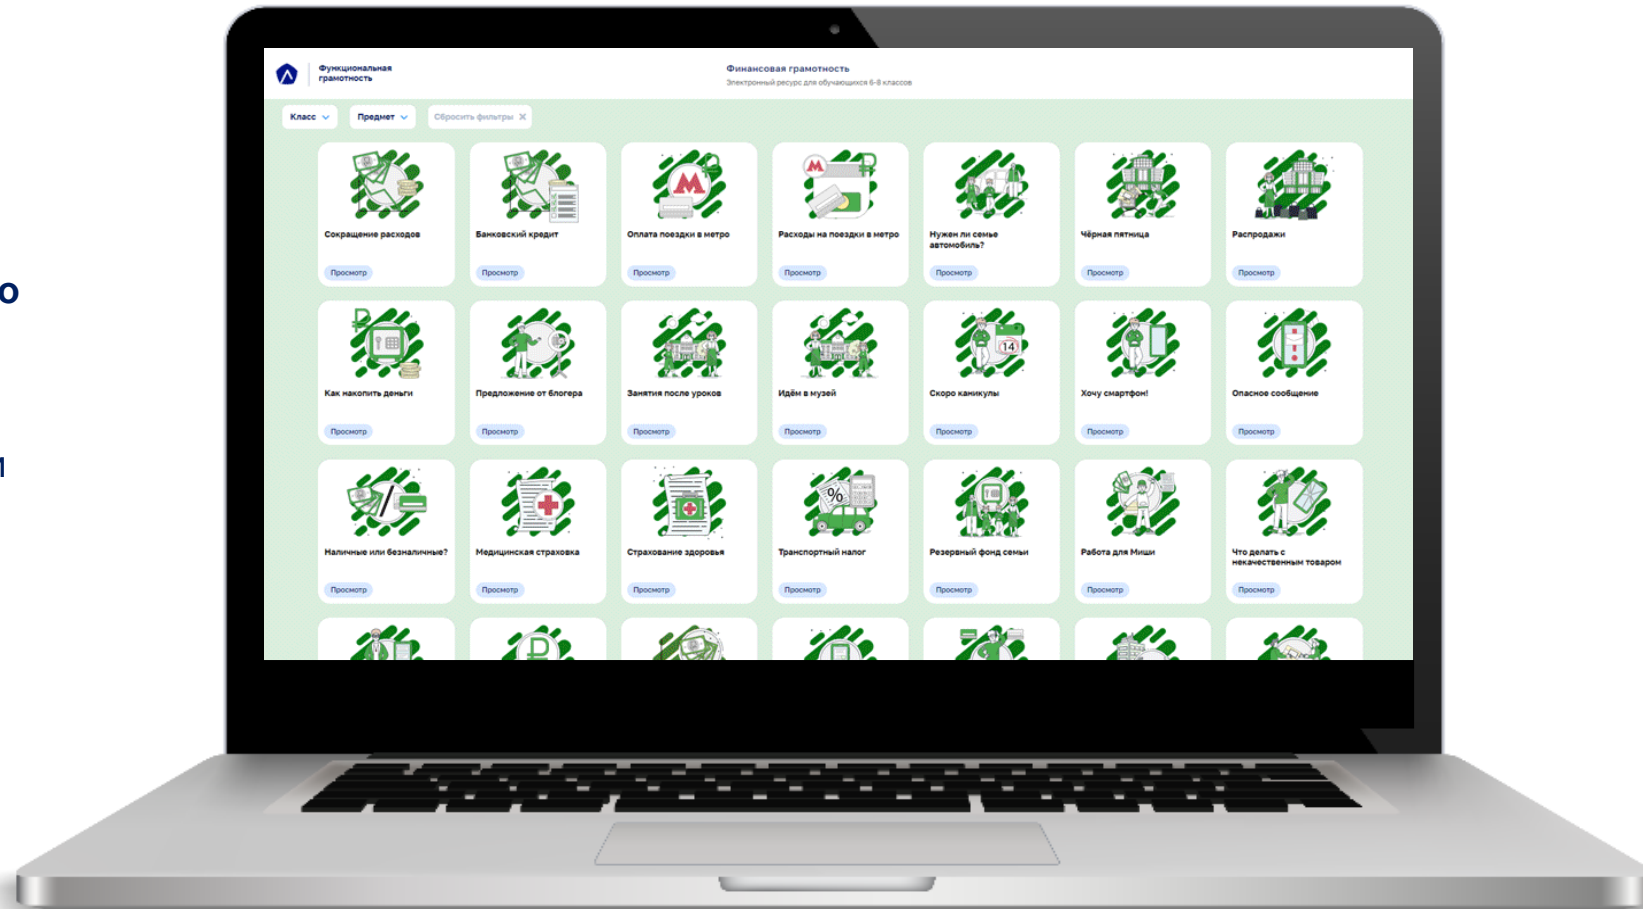 Функциональная
грамотность
Финансовая грамотность
Электронный ресурс для обучающихся 6-8 классов
Класс
Предмет
Сбросить фильтры
Сокращение расходов
Банковский кредит
Оплата поездки в метро
Расходы на поездки в метро
Нужен ли семье
автомобиль?
Чёрная пятница
Распродажи
Просмотр
Просмотр
Просмотр
Просмотр
Просмотр
Просмотр
Просмотр
о
14
Как накопить деньги
Предложение от блогера
Занятия после уроков
Идём в музей
Скоро каникулы
Хочу смартфон!
Опасное сообщение
Просмотр
Просмотр
Просмотр
Просмотр
Просмотр
Просмотр
Просмотр
и
%
Наличные или безналичные?
Медицинская страховка
Страхование здоровья
Транспортный налог
Резервный фонд семьи
Работа для Миши
Что делать с
некачественным товаром
Просмотр
Просмотр
Просмотр
Просмотр
Просмотр
Просмотр
Просмотр